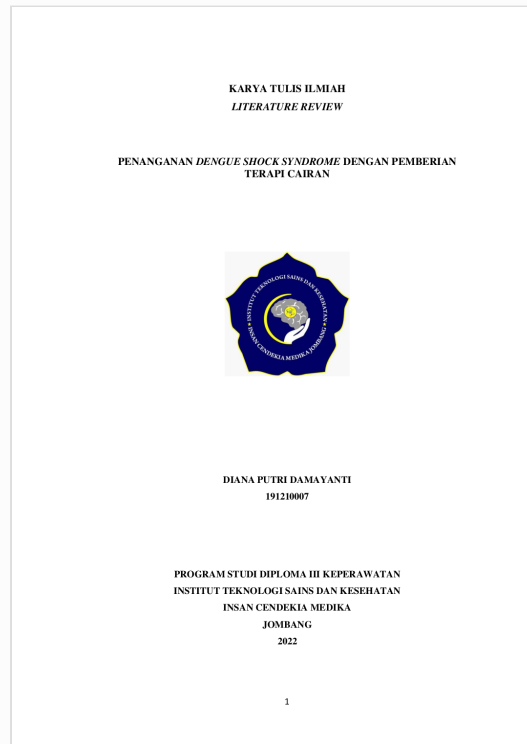 KARYA TULIS ILMIAH
LITERATURE REVIEW
PENANGANAN DENGUE SHOCK SYNDROME DENGAN PEMBERIAN
TERAPI CAIRAN
INSTITUT TEKNOLOGI SAINS DAN KESEHATAN
INSAN CENDEKIA MEDIKA JOMBANG
DIANA PUTRI DAMAYANTI
191210007
PROGRAM STUDI DIPLOMA III KEPERAWATAN
INSTITUT TEKNOLOGI SAINS DAN KESEHATAN
INSAN CENDEKIA MEDIKA
JOMBANG
2022
1